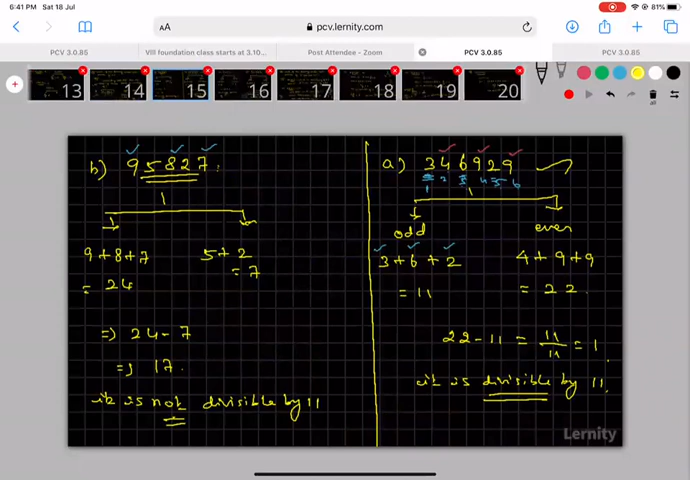 6:41 PM Sat 18 Jul
81%
AA
pcv.lernity.com
PCV 3.0.85
VIII foundation class starts at 3.10...
Post Attendee - Zoom
PCV 3.0.85
PCV 3.0.85
13 14 15 16 17 18 19 20
all
b) 95827
9+8+7 5+2
= 24 = 7
=) 24-7
=) 17.
it is not divisible by 11
a) 346929
1 2 3 4 5 6
odd even
3+6+2 4+9+9
= 11 = 22.
22-11 = 11/11 = 1.
it is divisible by 11.
Lernity